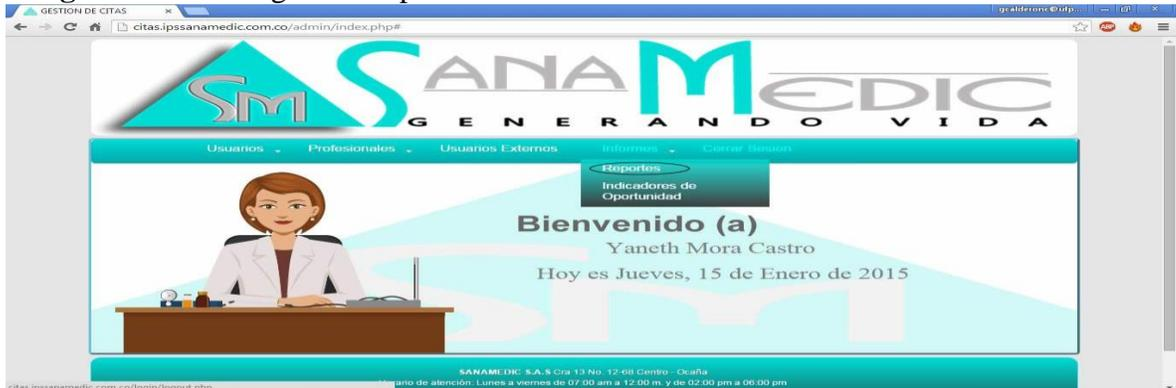 GESTION DE CITAS
gcalderonc@ufp...
citas.ipssanamedic.com.co/admin/index.php#
ABP
SM SANAMEDIC
GENERANDO VIDA
Usuarios Profesionales Usuarios Externos Informes Cerrar Sesion
Reportes
Indicadores de
Oportunidad
Bienvenido (a)
Yaneth Mora Castro
Hoy es Jueves, 15 de Enero de 2015
SM
SANAMEDIC S.A.S Cra 13 No. 12-68 Centro - Ocaña
Horario de atención: Lunes a viernes de 07:00 am a 12:00 m. y de 02:00 pm a 06:00 pm
citas.ipssanamedic.com.co/login/logout.php